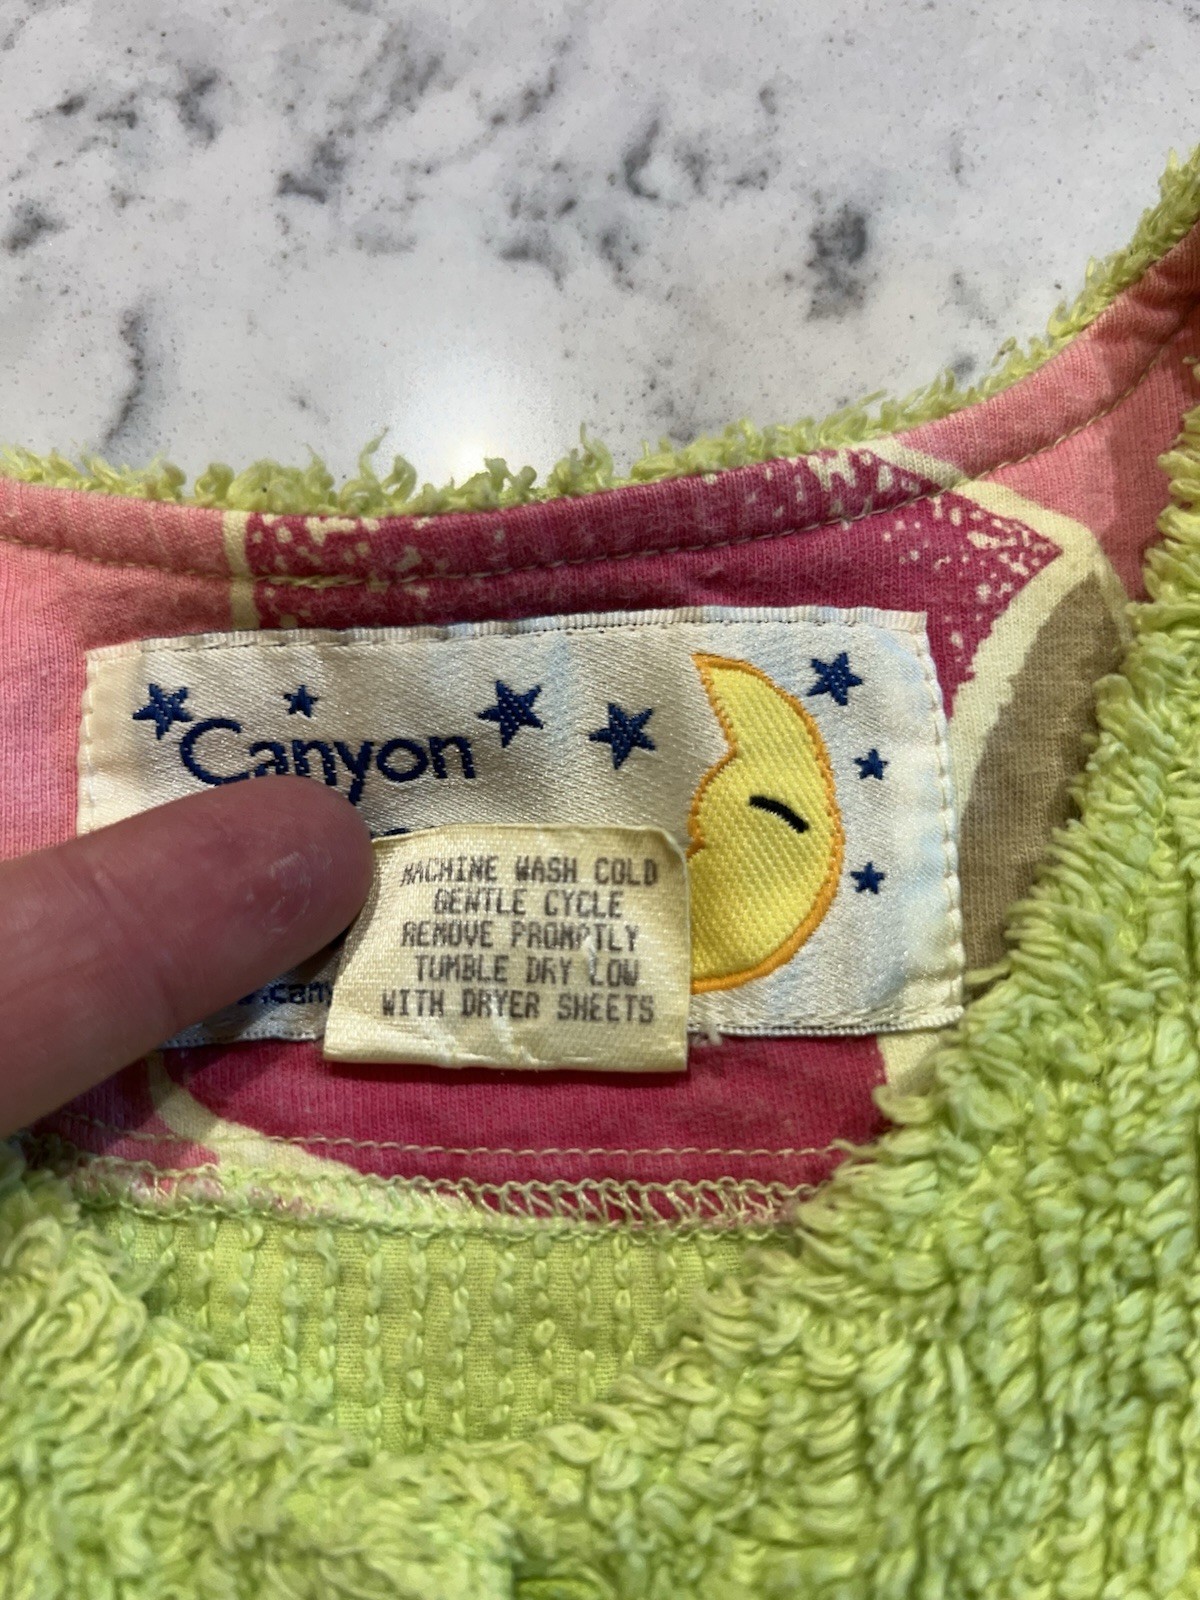 Canyon
MACHINE WASH COLD
GENTLE CYCLE
REMOVE PROMPTLY
TUMBLE DRY LOW
WITH DRYER SHEETS